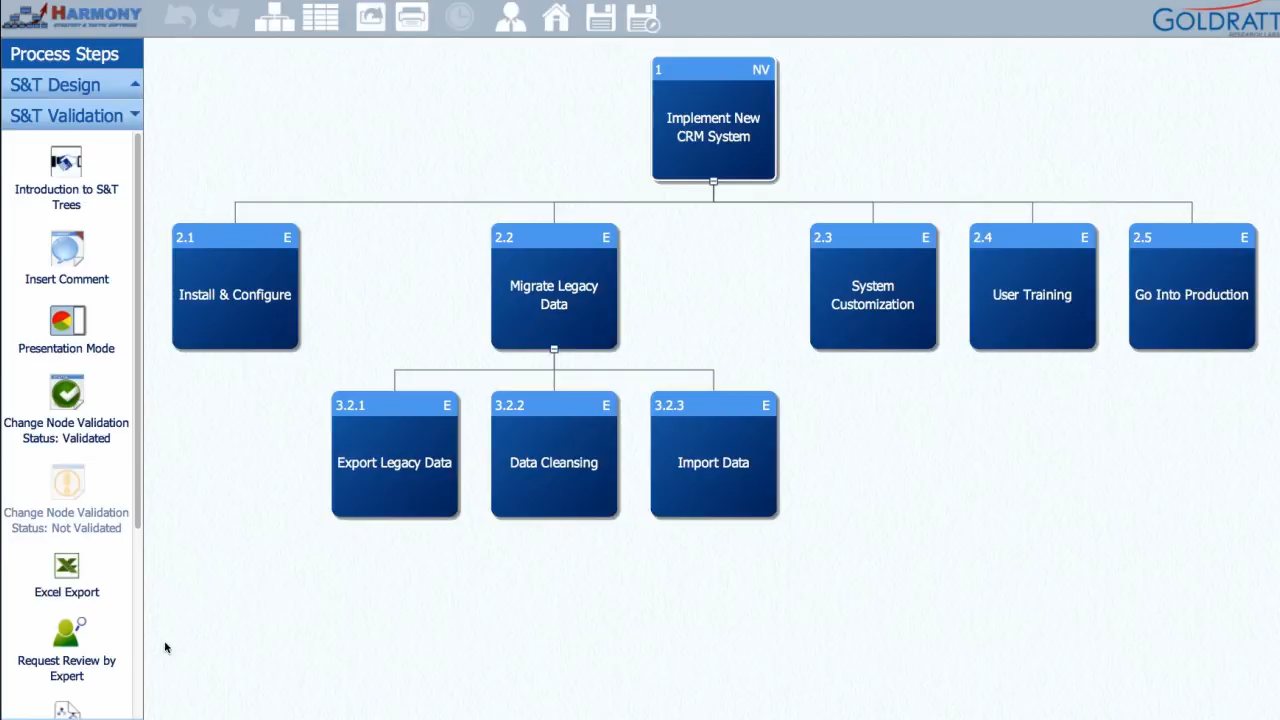 HARMONY
STRATEGY & TACTIC SOFTWARE
GOLDRATT
RESEARCH LABS
Process Steps
S&T Design
S&T Validation
Introduction to S&T
Trees
Insert Comment
Presentation Mode
Change Node Validation
Status: Validated
Change Node Validation
Status: Not Validated
Excel Export
Request Review by
Expert
1 NV
Implement New
CRM System
2.1 E
Install & Configure
2.2 E
Migrate Legacy
Data
2.3 E
System
Customization
2.4 E
User Training
2.5 E
Go Into Production
3.2.1 E
Export Legacy Data
3.2.2 E
Data Cleansing
3.2.3 E
Import Data